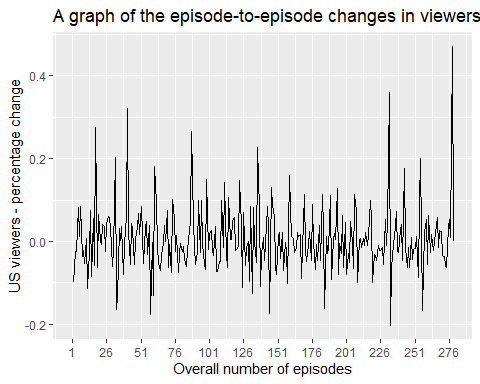 A graph of the episode-to-episode changes in viewers
US viewers - percentage change
0.4
0.2
0.0
-0.2
1 26 51 76 101 126 151 176 201 226 251 276
Overall number of episodes